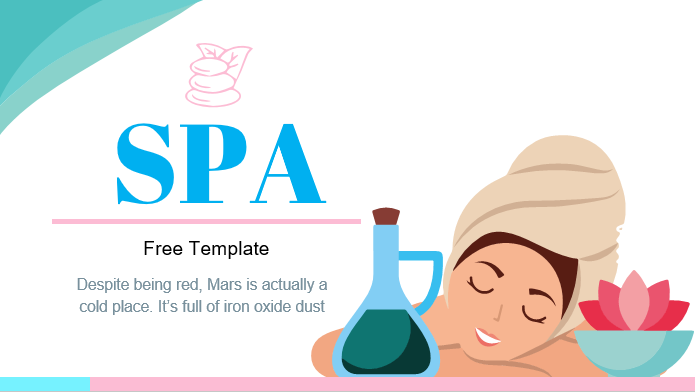 SPA
Free Template
Despite being red, Mars is actually a
cold place. It’s full of iron oxide dust